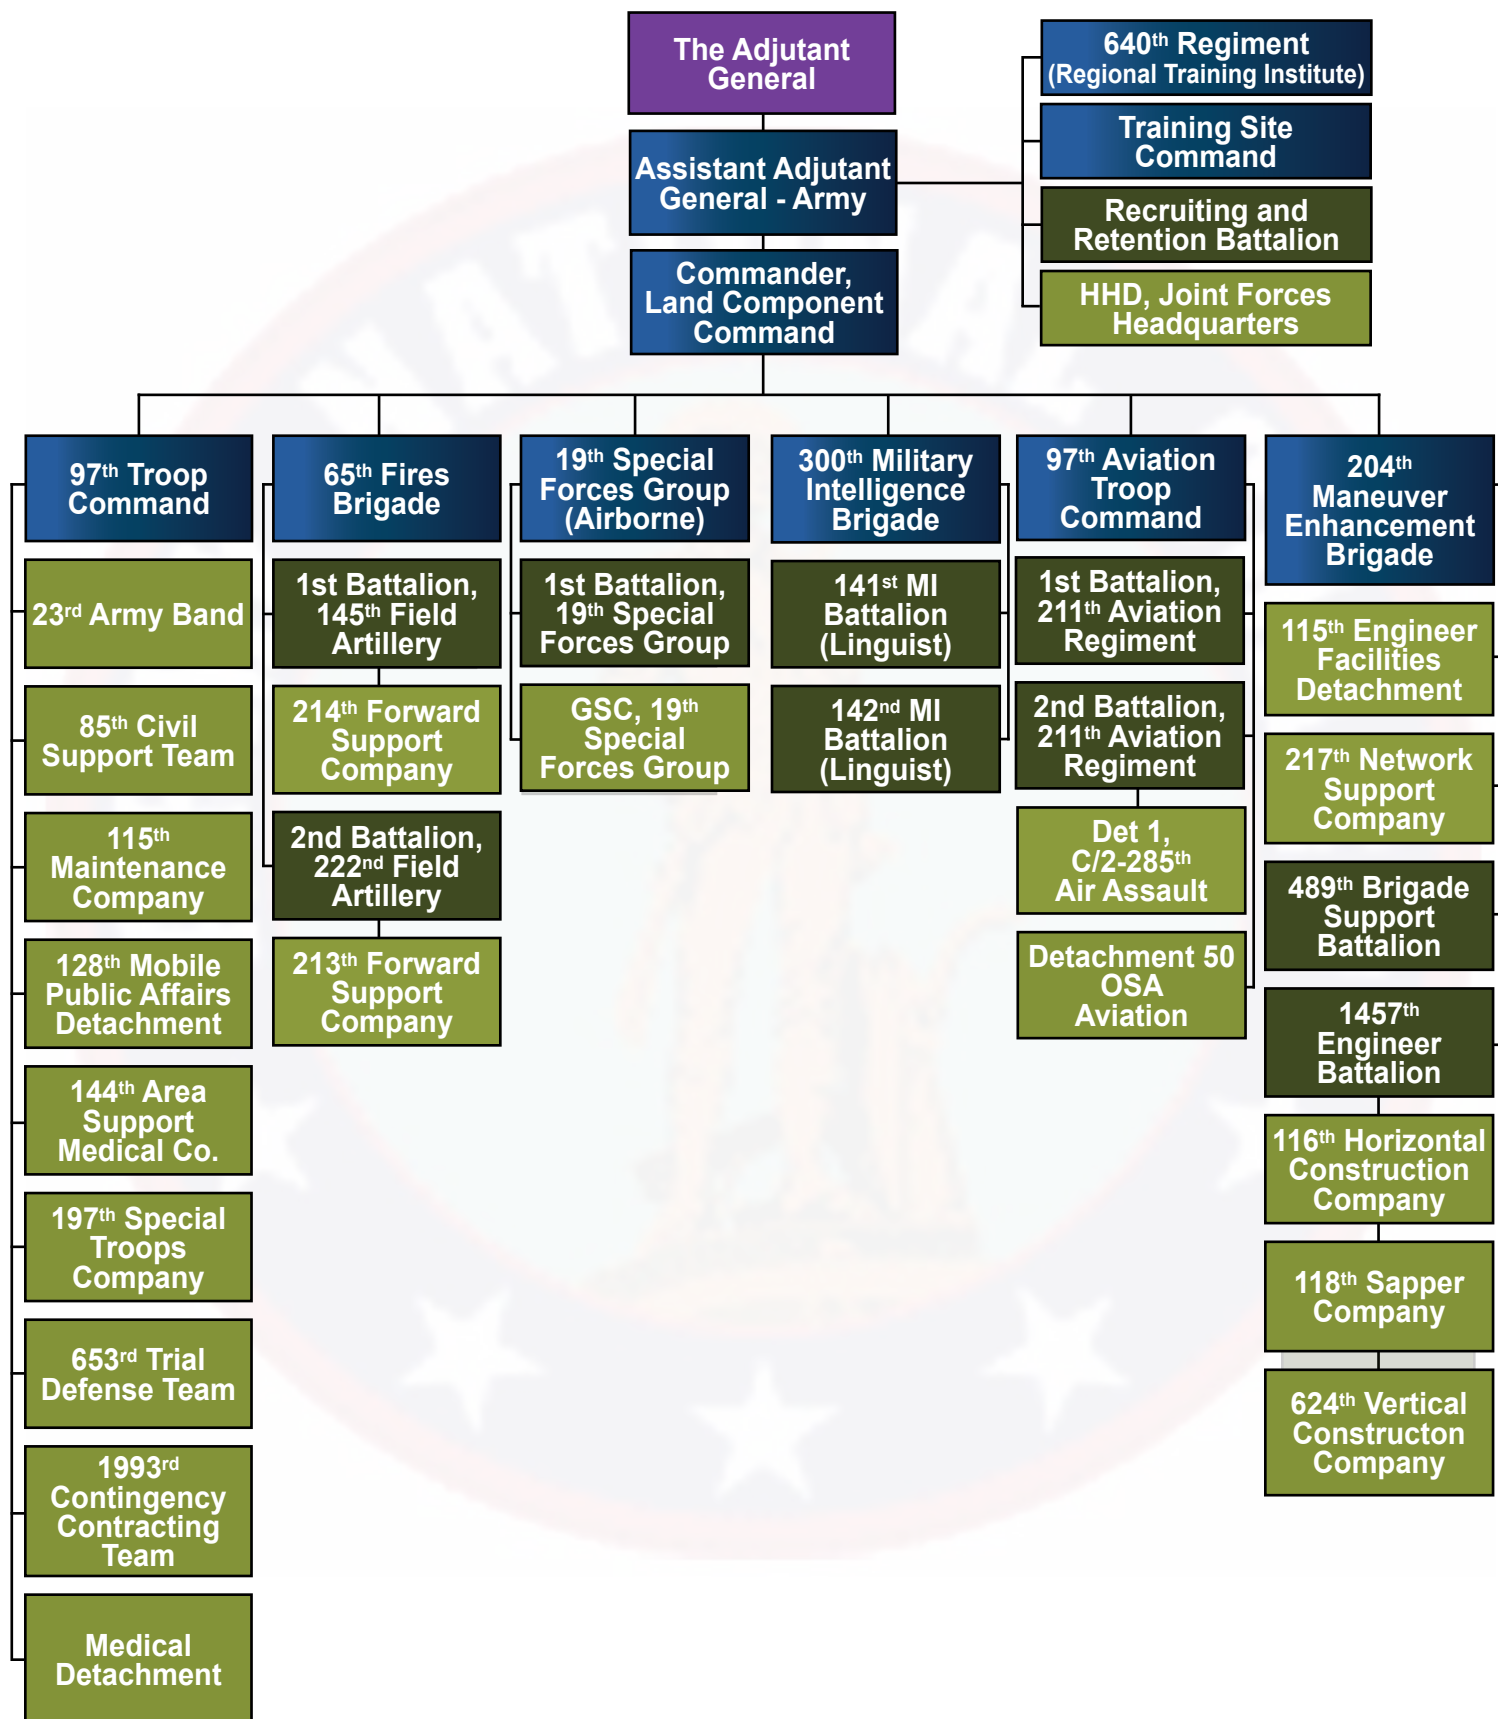 The Adjutant
General
Assistant Adjutant
General - Army
Commander,
Land Component
Command
640th Regiment
(Regional Training Institute)
Training Site
Command
Recruiting and
Retention Battalion
HHD, Joint Forces
Headquarters
97th Troop
Command
23rd Army Band
85th Civil
Support Team
115th
Maintenance
Company
128th Mobile
Public Affairs
Detachment
144th Area
Support
Medical Co.
197th Special
Troops
Company
653rd Trial
Defense Team
1993rd
Contingency
Contracting
Team
Medical
Detachment
65th Fires
Brigade
1st Battalion,
145th Field
Artillery
214th Forward
Support
Company
2nd Battalion,
222nd Field
Artillery
213th Forward
Support
Company
19th Special
Forces Group
(Airborne)
1st Battalion,
19th Special
Forces Group
GSC, 19th
Special
Forces Group
300th Military
Intelligence
Brigade
141st MI
Battalion
(Linguist)
142nd MI
Battalion
(Linguist)
97th Aviation
Troop
Command
1st Battalion,
211th Aviation
Regiment
2nd Battalion,
211th Aviation
Regiment
Det 1,
C/2-285th
Air Assault
Detachment 50
OSA
Aviation
204th
Maneuver
Enhancement
Brigade
115th Engineer
Facilities
Detachment
217th Network
Support
Company
489th Brigade
Support
Battalion
1457th
Engineer
Battalion
116th Horizontal
Construction
Company
118th Sapper
Company
624th Vertical
Constructon
Company